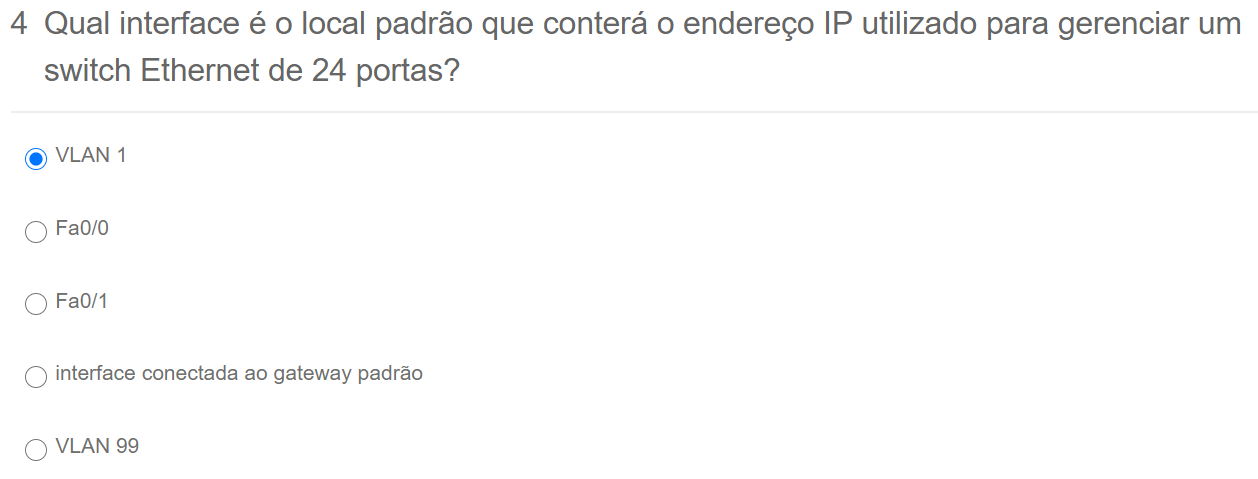 4 Qual interface é o local padrão que conterá o endereço IP utilizado para gerenciar um
switch Ethernet de 24 portas?
VLAN 1
Fa0/0
Fa0/1
interface conectada ao gateway padrão
VLAN 99